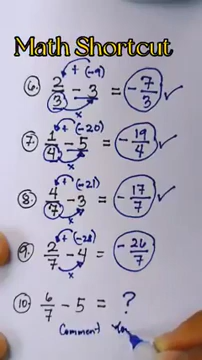 Math Shortcut
+ (-9)
6. 2/3 - 3 = -7/3 ✓
x
+ (-20)
7. 1/4 - 5 = -19/4 ✓
x
+ (-21)
8. 4/7 - 3 = -17/7 ✓
x
+ (-28)
9. 2/7 - 4 = -26/7
x
10. 6/7 - 5 = ?
Comment